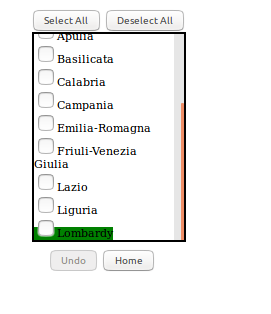 Select All Deselect All
Apulia
Basilicata
Calabria
Campania
Emilia-Romagna
Friuli-Venezia
Giulia
Lazio
Liguria
Lombardy
Undo Home